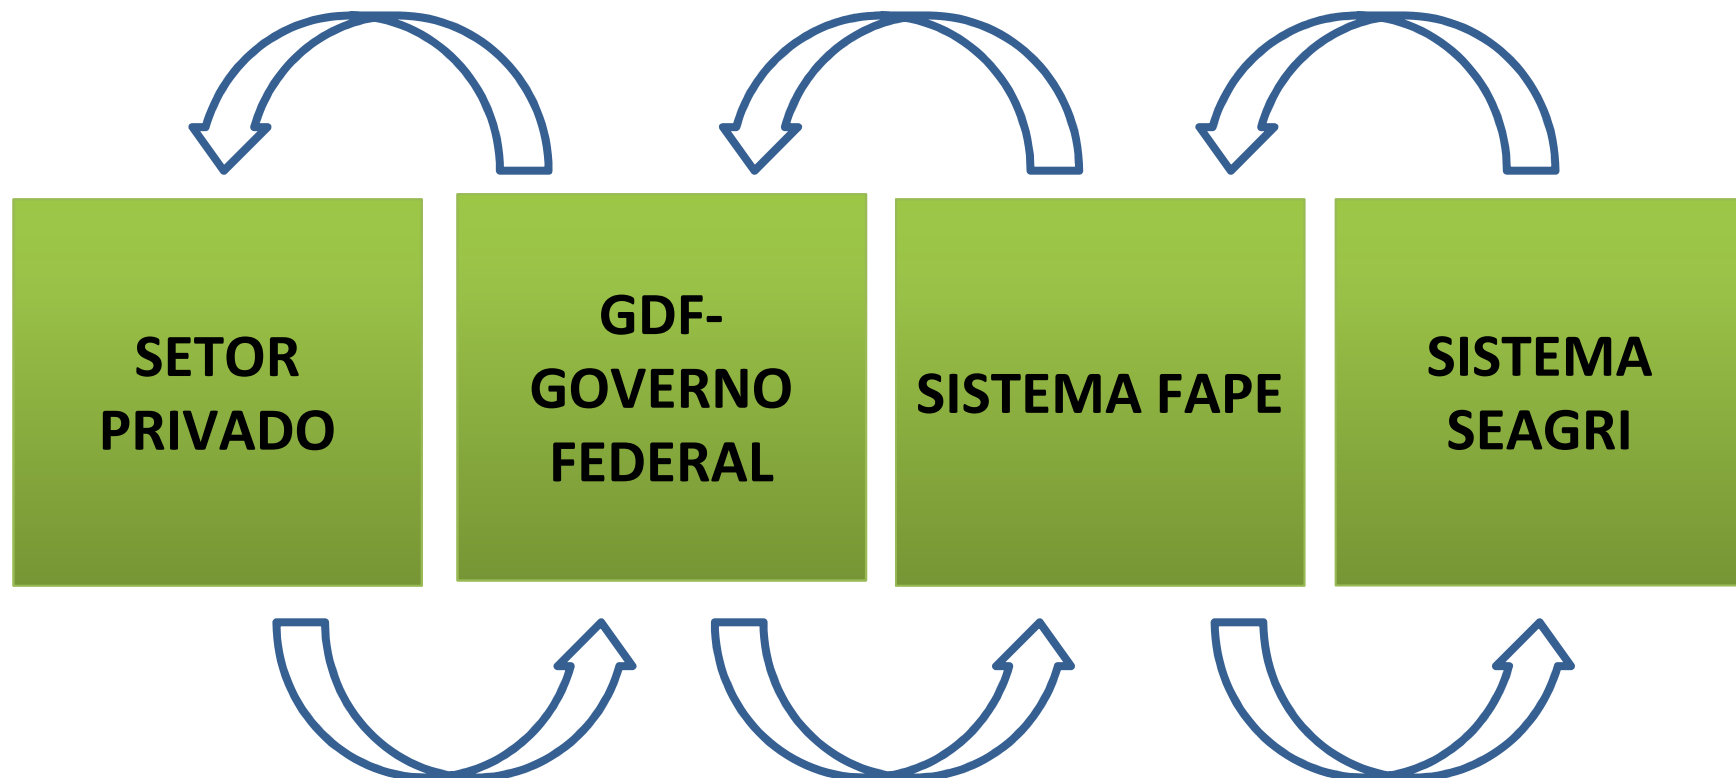 SETOR
PRIVADO
GDF-
GOVERNO
FEDERAL
SISTEMA FAPE
SISTEMA
SEAGRI